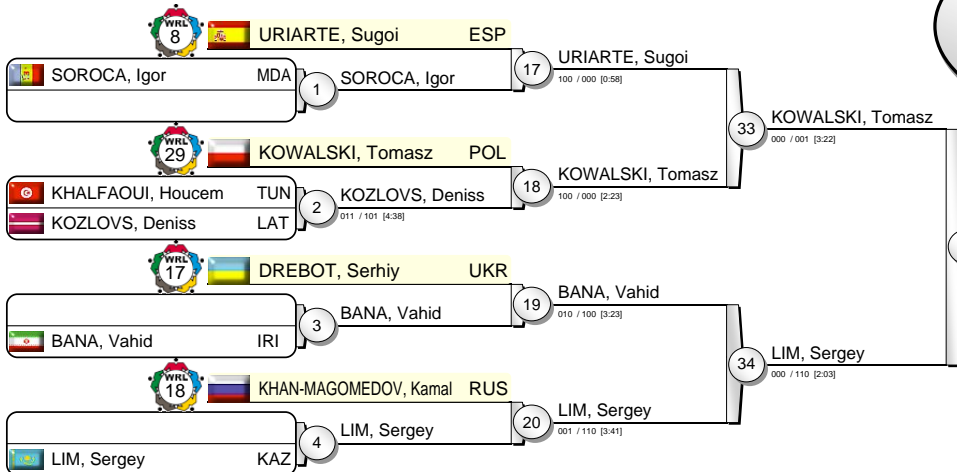 WRL
8
URIARTE, Sugoi ESP
SOROCA, Igor MDA
1
SOROCA, Igor
17
URIARTE, Sugoi
100 / 000 [0:58]
WRL
29
KOWALSKI, Tomasz POL
KHALFAOUI, Houcem TUN
KOZLOVS, Deniss LAT
2
KOZLOVS, Deniss
011 / 101 [4:38]
18
KOWALSKI, Tomasz
100 / 000 [2:23]
33
KOWALSKI, Tomasz
000 / 001 [3:22]
WRL
17
DREBOT, Serhiy UKR
BANA, Vahid IRI
3
BANA, Vahid
19
BANA, Vahid
010 / 100 [3:23]
WRL
18
KHAN-MAGOMEDOV, Kamal RUS
LIM, Sergey KAZ
4
LIM, Sergey
20
LIM, Sergey
001 / 110 [3:41]
34
LIM, Sergey
000 / 110 [2:03]